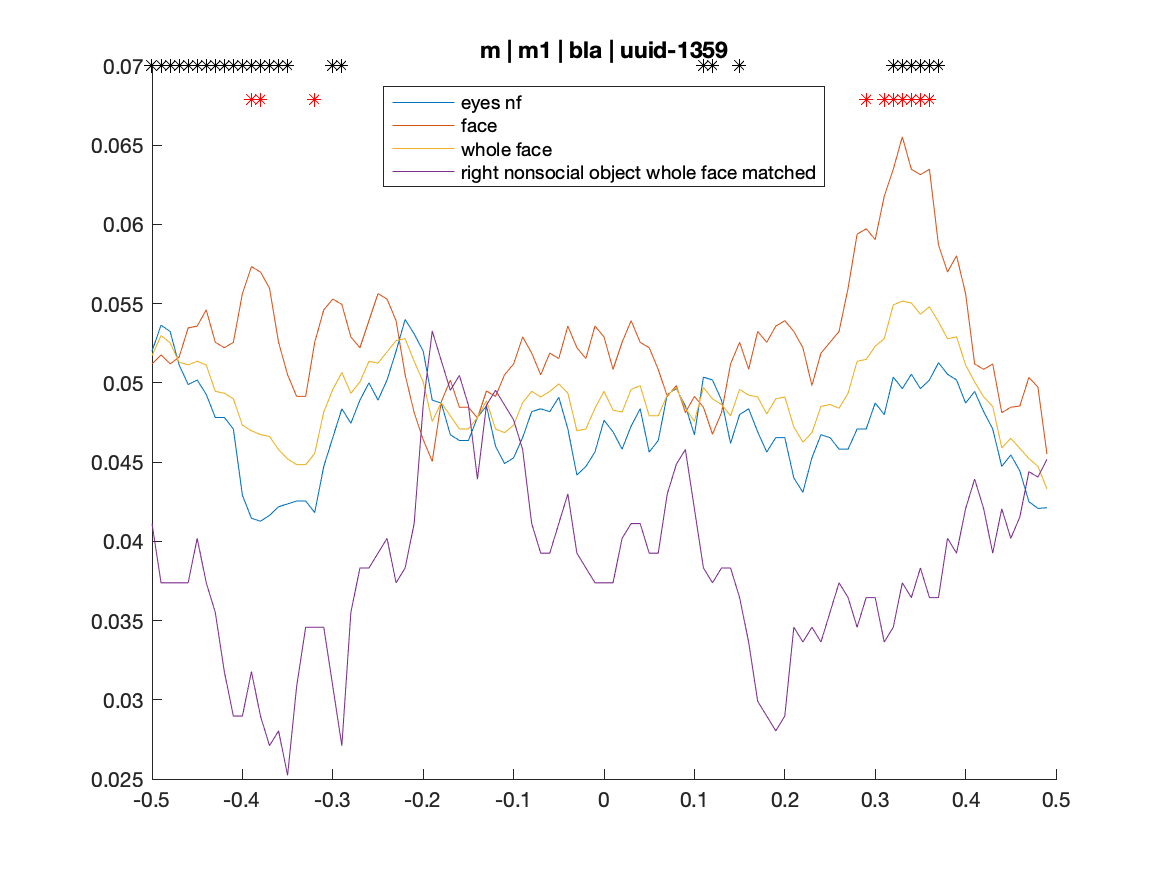 m | m1 | bla | uuid-1359
0.07
0.065
0.06
0.055
0.05
0.045
0.04
0.035
0.03
0.025
eyes nf
face
whole face
right nonsocial object whole face matched
-0.5 -0.4 -0.3 -0.2 -0.1 0 0.1 0.2 0.3 0.4 0.5